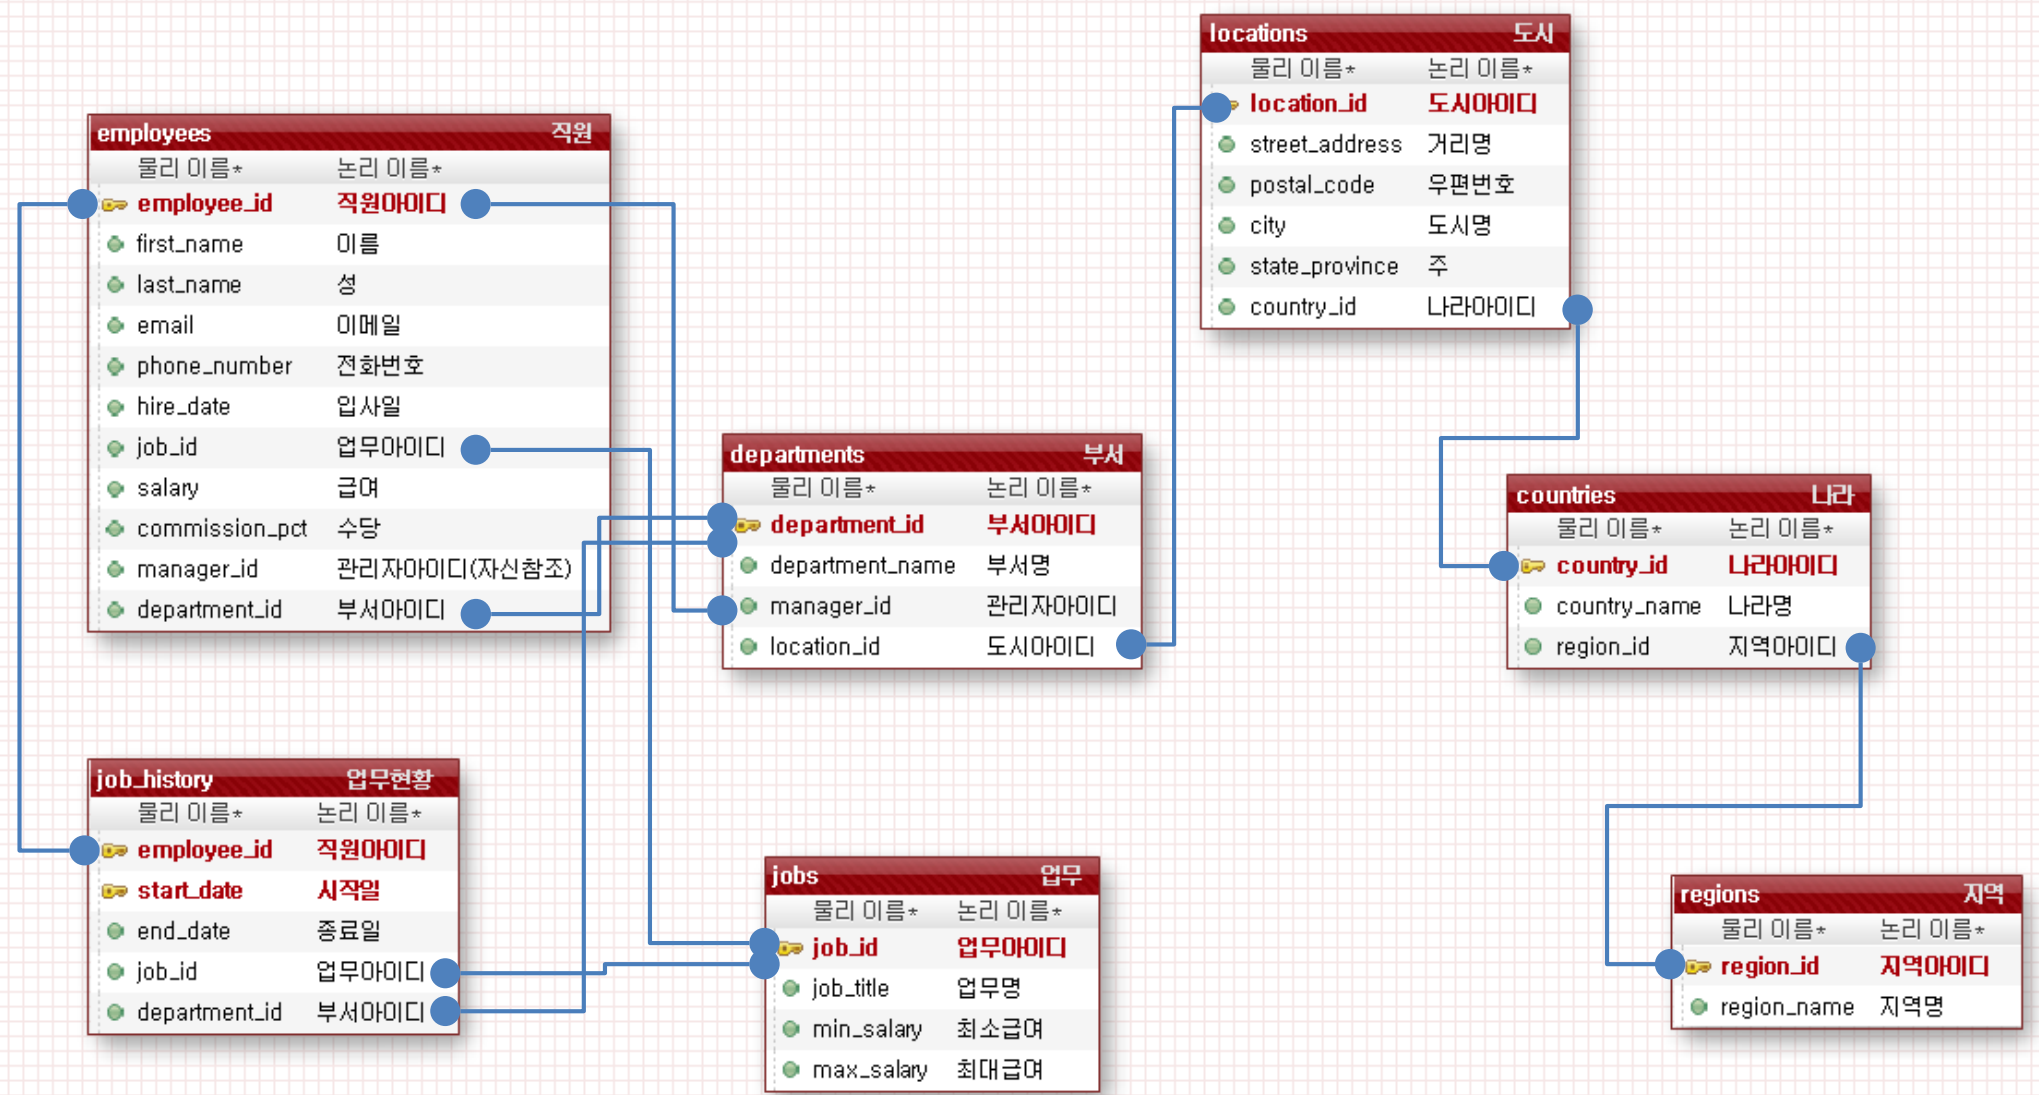 employees 직원
물리 이름* 논리 이름*
employee_id 직원아이디
first_name 이름
last_name 성
email 이메일
phone_number 전화번호
hire_date 입사일
job_id 업무아이디
salary 급여
commission_pct 수당
manager_id 관리자아이디(자신참조)
department_id 부서아이디
job_history 업무현황
물리 이름* 논리 이름*
employee_id 직원아이디
start_date 시작일
end_date 종료일
job_id 업무아이디
department_id 부서아이디
departments 부서
물리 이름* 논리 이름*
department_id 부서아이디
department_name 부서명
manager_id 관리자아이디
location_id 도시아이디
jobs 업무
물리 이름* 논리 이름*
job_id 업무아이디
job_title 업무명
min_salary 최소급여
max_salary 최대급여
locations 도시
물리 이름* 논리 이름*
location_id 도시아이디
street_address 거리명
postal_code 우편번호
city 도시명
state_province 주
country_id 나라아이디
countries 나라
물리 이름* 논리 이름*
country_id 나라아이디
country_name 나라명
region_id 지역아이디
regions 지역
물리 이름* 논리 이름*
region_id 지역아이디
region_name 지역명